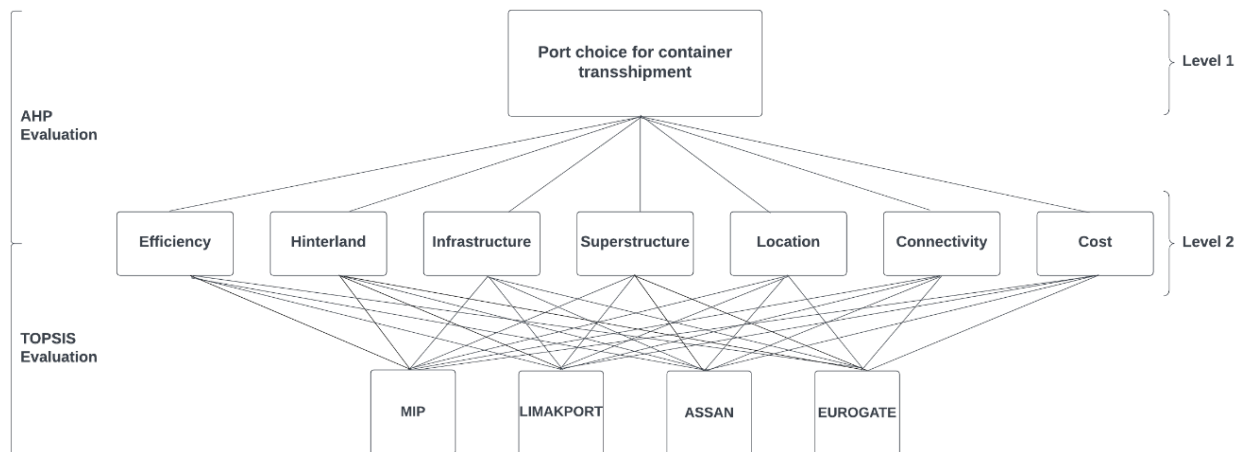 Port choice for container
transshipment
Level 1
AHP
Evaluation
Efficiency
Hinterland
Infrastructure
Superstructure
Location
Connectivity
Cost
Level 2
TOPSIS
Evaluation
MIP
LIMAKPORT
ASSAN
EUROGATE